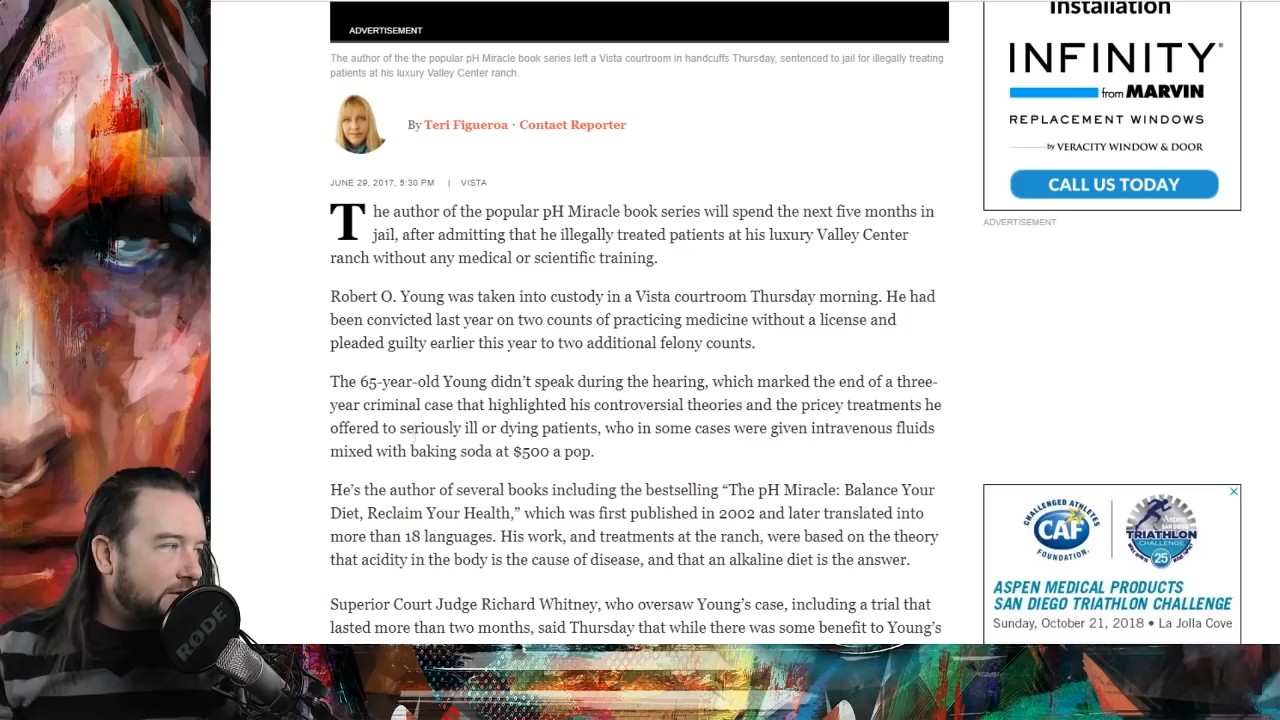 installation
ADVERTISEMENT
INFINITY
from MARVIN
REPLACEMENT WINDOWS
by VERACITY WINDOW & DOOR
CALL US TODAY
ADVERTISEMENT
The author of the the popular pH Miracle book series left a Vista courtroom in handcuffs Thursday, sentenced to jail for illegally treating
patients at his luxury Valley Center ranch.
By Teri Figueroa · Contact Reporter
JUNE 29, 2017, 5:30 PM | VISTA
The author of the popular pH Miracle book series will spend the next five months in
jail, after admitting that he illegally treated patients at his luxury Valley Center
ranch without any medical or scientific training.
Robert O. Young was taken into custody in a Vista courtroom Thursday morning. He had
been convicted last year on two counts of practicing medicine without a license and
pleaded guilty earlier this year to two additional felony counts.
The 65-year-old Young didn’t speak during the hearing, which marked the end of a three-
year criminal case that highlighted his controversial theories and the pricey treatments he
offered to seriously ill or dying patients, who in some cases were given intravenous fluids
mixed with baking soda at $500 a pop.
He’s the author of several books including the bestselling “The pH Miracle: Balance Your
Diet, Reclaim Your Health,” which was first published in 2002 and later translated into
more than 18 languages. His work, and treatments at the ranch, were based on the theory
that acidity in the body is the cause of disease, and that an alkaline diet is the answer.
Superior Court Judge Richard Whitney, who oversaw Young’s case, including a trial that
lasted more than two months, said Thursday that while there was some benefit to Young’s
CHALLENGED ATHLETES
CAF
FOUNDATION
Aspen
SAN DIEGO
TRIATHLON
CHALLENGE
25
ASPEN MEDICAL PRODUCTS
SAN DIEGO TRIATHLON CHALLENGE
Sunday, October 21, 2018 • La Jolla Cove
RØDE